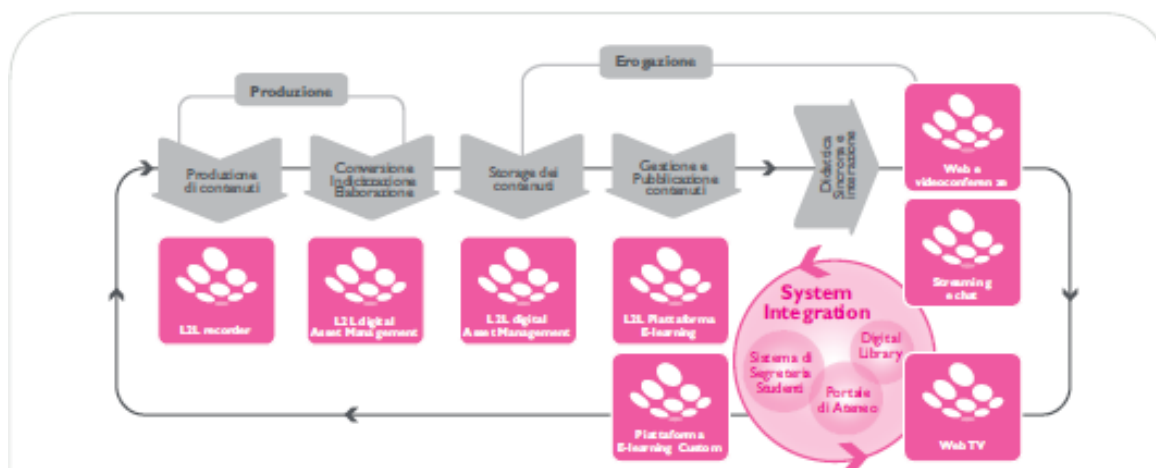 Erogazione
Produzione
Produzione
di contenuti
Conversione
Indicizzazione
Elaborazione
Storage dei
contenuti
Gestione e
Pubblicazione
contenuti
Didattica
Sincrona e
interazione
Web e
videoconferenze
L2L recorder
L2L digital
Asset Management
L2L digital
Asset Management
L2L Piattaforma
E-learning
System
Integration
Streaming
e chat
Digital
Library
Sistema di
Segreteria
Studenti
Portale
di Ateneo
Piattaforma
E-learning Custom
Web TV